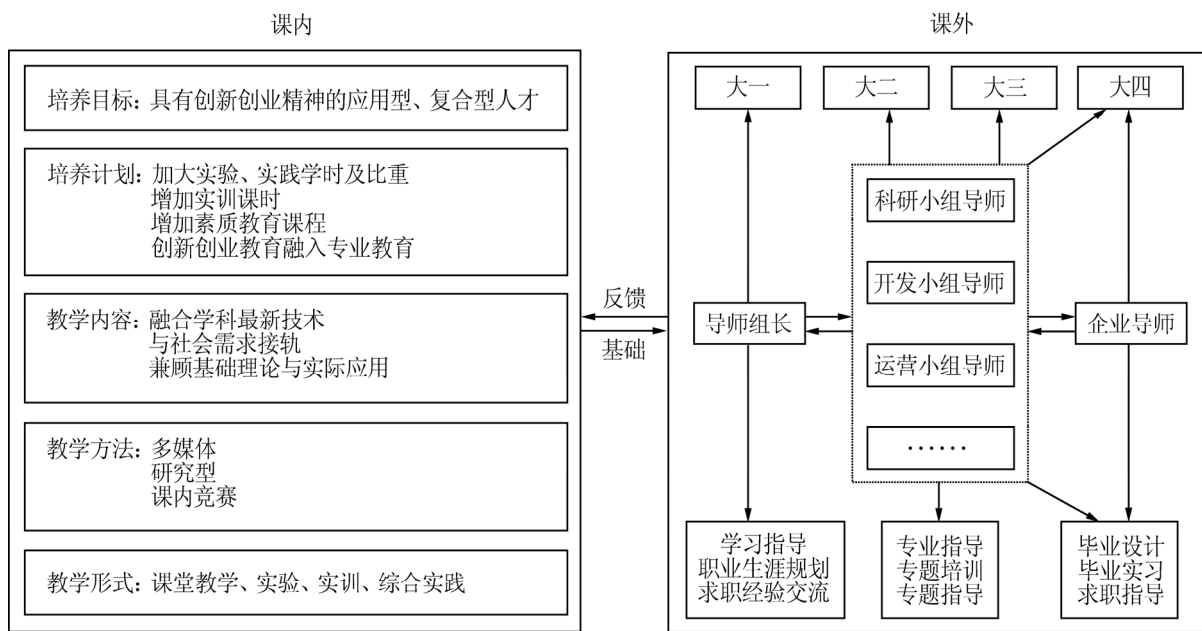 课内
培养目标：具有创新创业精神的应用型、复合型人才
培养计划：加大实验、实践学时及比重
增加实训课时
增加素质教育课程
创新创业教育融入专业教育
教学内容：融合学科最新技术
与社会需求接轨
兼顾基础理论与实际应用
教学方法：多媒体
研究型
课内竞赛
教学形式：课堂教学、实验、实训、综合实践
反馈
基础
课外
大一
大二
大三
大四
科研小组导师
开发小组导师
导师组长
企业导师
运营小组导师
……
学习指导
职业生涯规划
求职经验交流
专业指导
专题培训
专题指导
毕业设计
毕业实习
求职指导